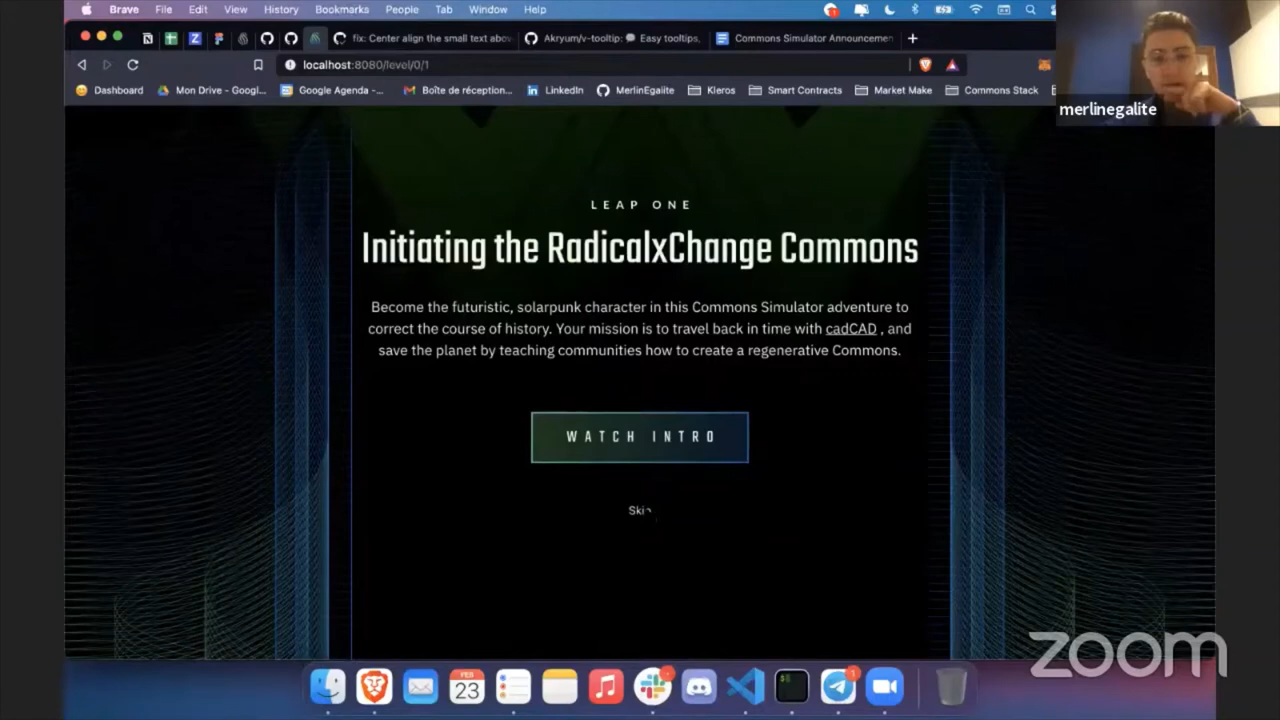 Brave File Edit View History Bookmarks People Tab Window Help
fix: Center align the small text abov
Akryum/v-tooltip: 💬 Easy tooltips,
Commons Simulator Announcemen
localhost:8080/level/0/1
Dashboard
Mon Drive - Googl...
Google Agenda -...
Boîte de réception...
LinkedIn
MerlinEgalite
Kleros
Smart Contracts
Market Make
Commons Stack
merlinegalite
LEAP ONE
Initiating the RadicalxChange Commons
Become the futuristic, solarpunk character in this Commons Simulator adventure to
correct the course of history. Your mission is to travel back in time with cadCAD , and
save the planet by teaching communities how to create a regenerative Commons.
WATCH INTRO
Skip
zoom
FEB
23